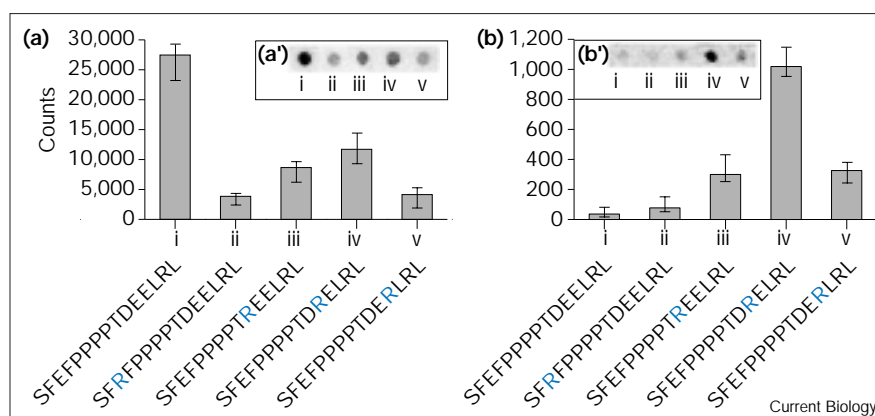 (a)
30,000
25,000
20,000
15,000
10,000
5,000
0
Counts
(a')
i ii iii iv v
i ii iii iv v
SFEFPPPPTDEELRL
SFRFPPPPTDEELRL
SFEFPPPPTREELRL
SFEFPPPPTDRELRL
SFEFPPPPTDERLRL
(b)
1,200
1,000
800
600
400
200
0
(b')
i ii iii iv v
i ii iii iv v
SFEFPPPPTDEELRL
SFRFPPPPTDEELRL
SFEFPPPPTREELRL
SFEFPPPPTDRELRL
SFEFPPPPTDERLRL
Current Biology